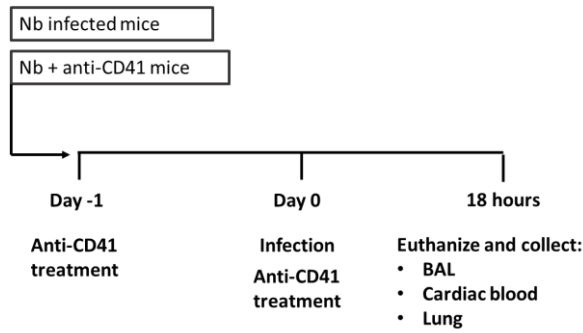 Nb infected mice
Nb + anti-CD41 mice
Day -1
Day 0
18 hours
Anti-CD41
treatment
Infection
Anti-CD41
treatment
Euthanize and collect:
• BAL
• Cardiac blood
• Lung